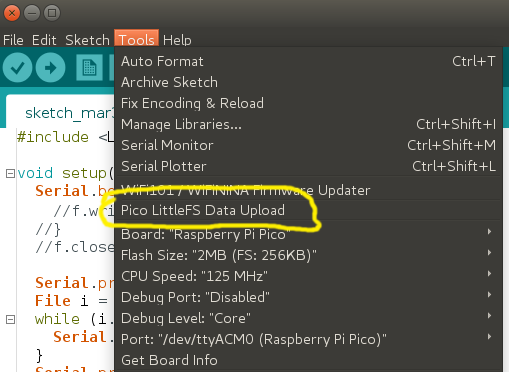 File Edit Sketch Tools Help
Auto Format Ctrl+T
Archive Sketch
Fix Encoding & Reload
Manage Libraries... Ctrl+Shift+I
Serial Monitor Ctrl+Shift+M
Serial Plotter Ctrl+Shift+L
WiFi101 / WiFiNINA Firmware Updater
Pico LittleFS Data Upload
Board: "Raspberry Pi Pico"
Flash Size: "2MB (FS: 256KB)"
CPU Speed: "125 MHz"
Debug Port: "Disabled"
Debug Level: "Core"
Port: "/dev/ttyACM0 (Raspberry Pi Pico)"
Get Board Info
sketch_mar
#include <L
void setup(
Serial.be
//f.wri
//}
//f.close
Serial.pr
File i =
while (i.
Serial.
}
Serial.pr